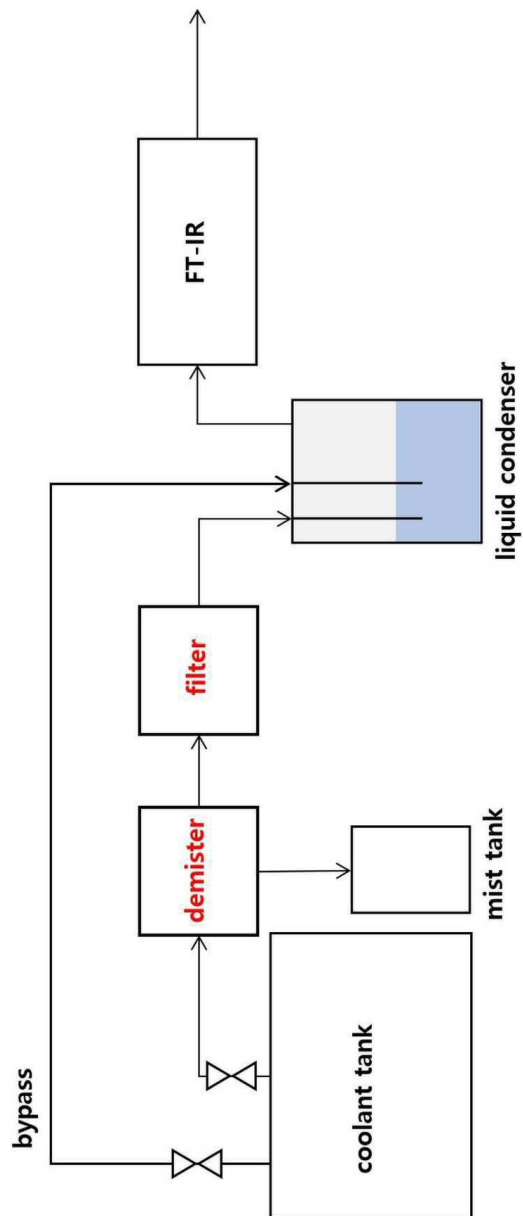 bypass
coolant tank
demister
mist tank
filter
liquid condenser
FT-IR